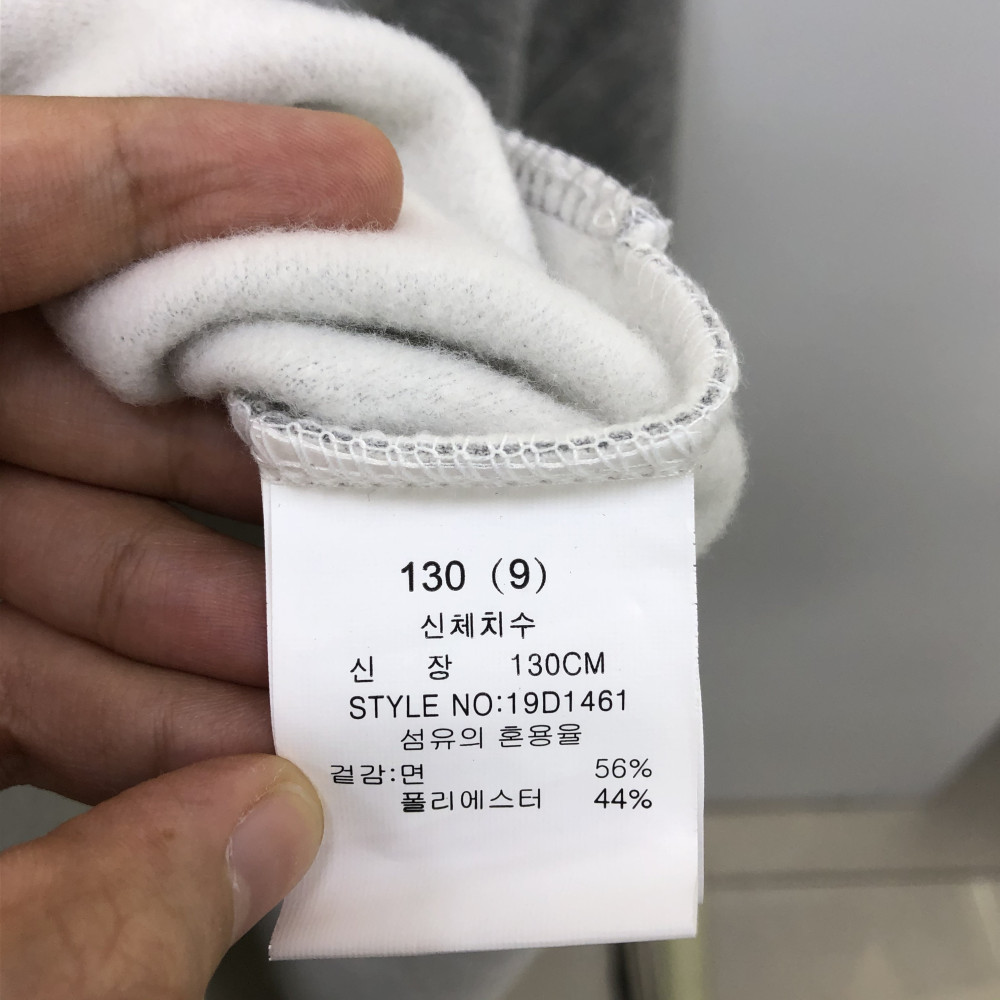 130 (9)
신체치수
신 장 130CM
STYLE NO:19D1461
섬유의 혼용율
겉감:면 56%
폴리에스터 44%